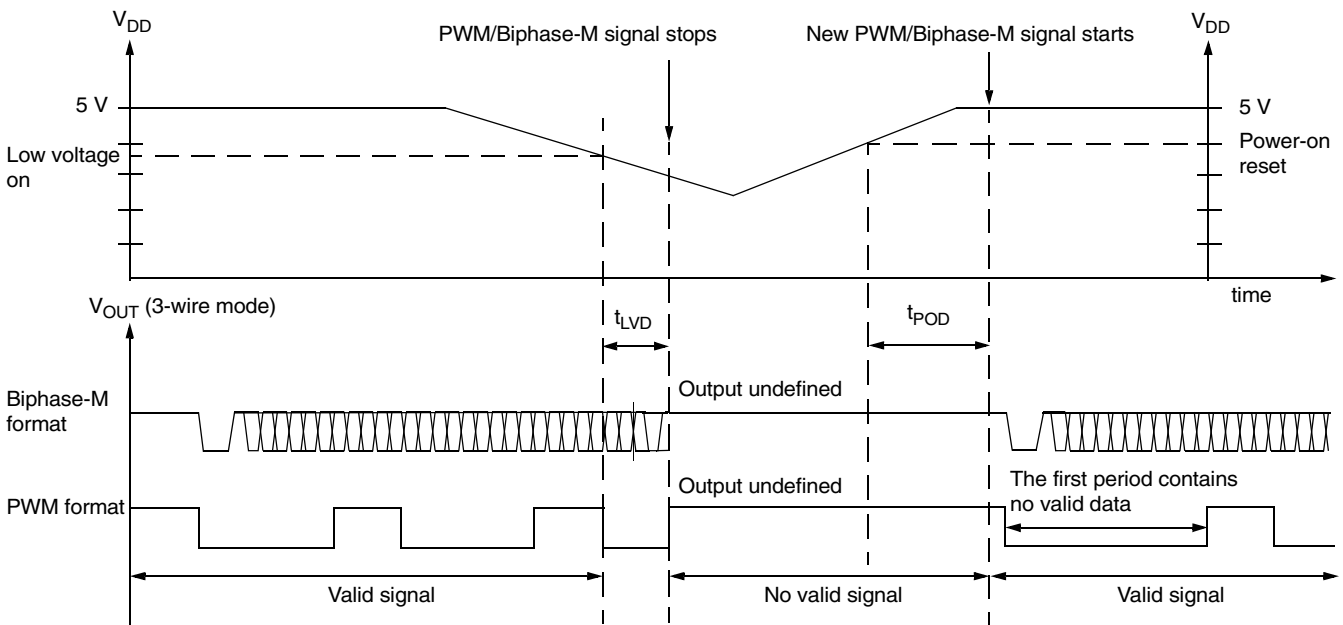 V_DD
PWM/Biphase-M signal stops
New PWM/Biphase-M signal starts
V_DD
5 V
5 V
Low voltage
on
Power-on
reset
time
V_OUT (3-wire mode)
t_LVD
t_POD
Biphase-M
format
Output undefined
PWM format
Output undefined
The first period contains
no valid data
Valid signal
No valid signal
Valid signal